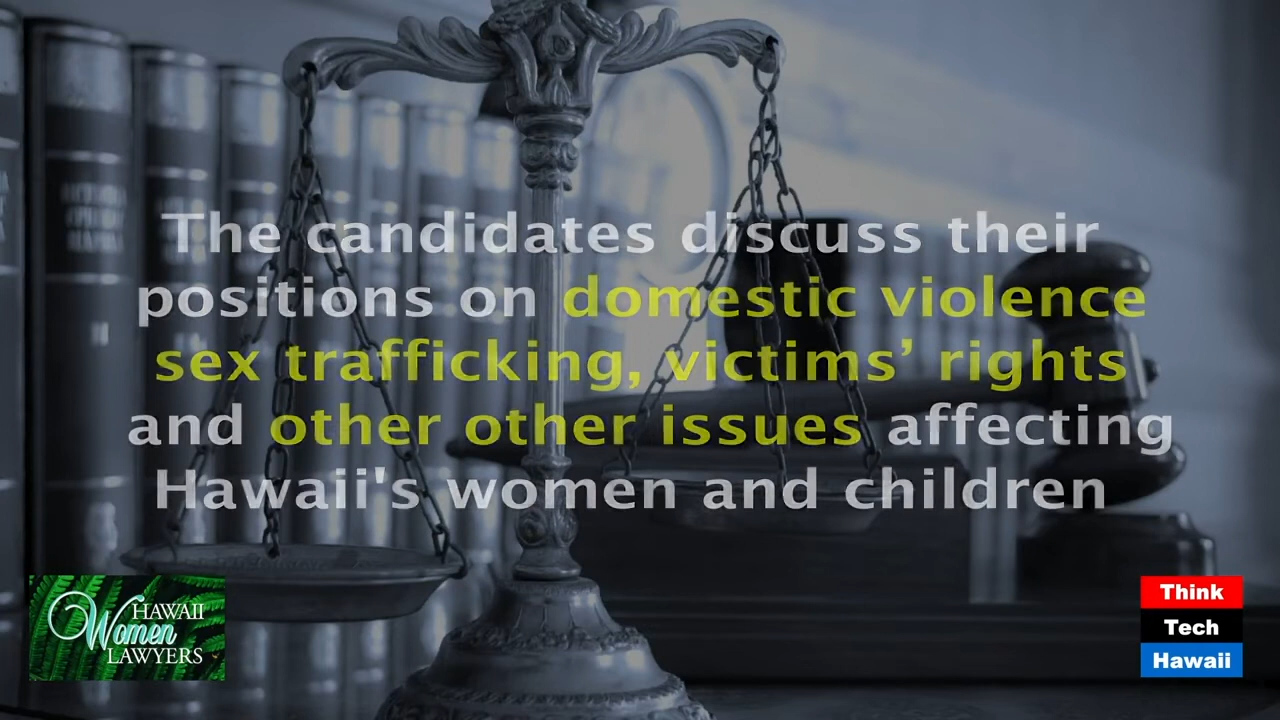 The candidates discuss their
positions on domestic violence
sex trafficking, victims’ rights
and other other issues affecting
Hawaii's women and children
HAWAII
Women
LAWYERS
Think
Tech
Hawaii